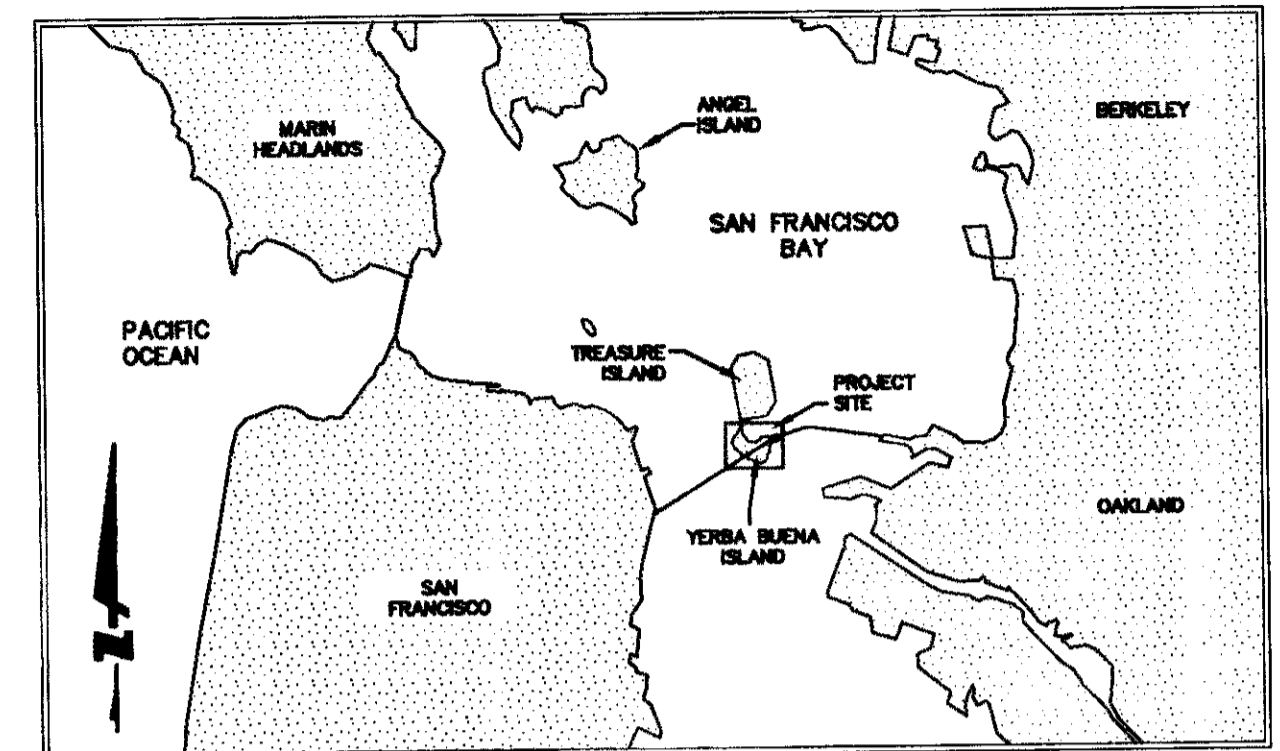 MARIN
HEADLANDS
ANGEL
ISLAND
BERKELEY
SAN FRANCISCO
BAY
PACIFIC
OCEAN
TREASURE
ISLAND
PROJECT
SITE
YERBA BUENA
ISLAND
OAKLAND
SAN
FRANCISCO
N